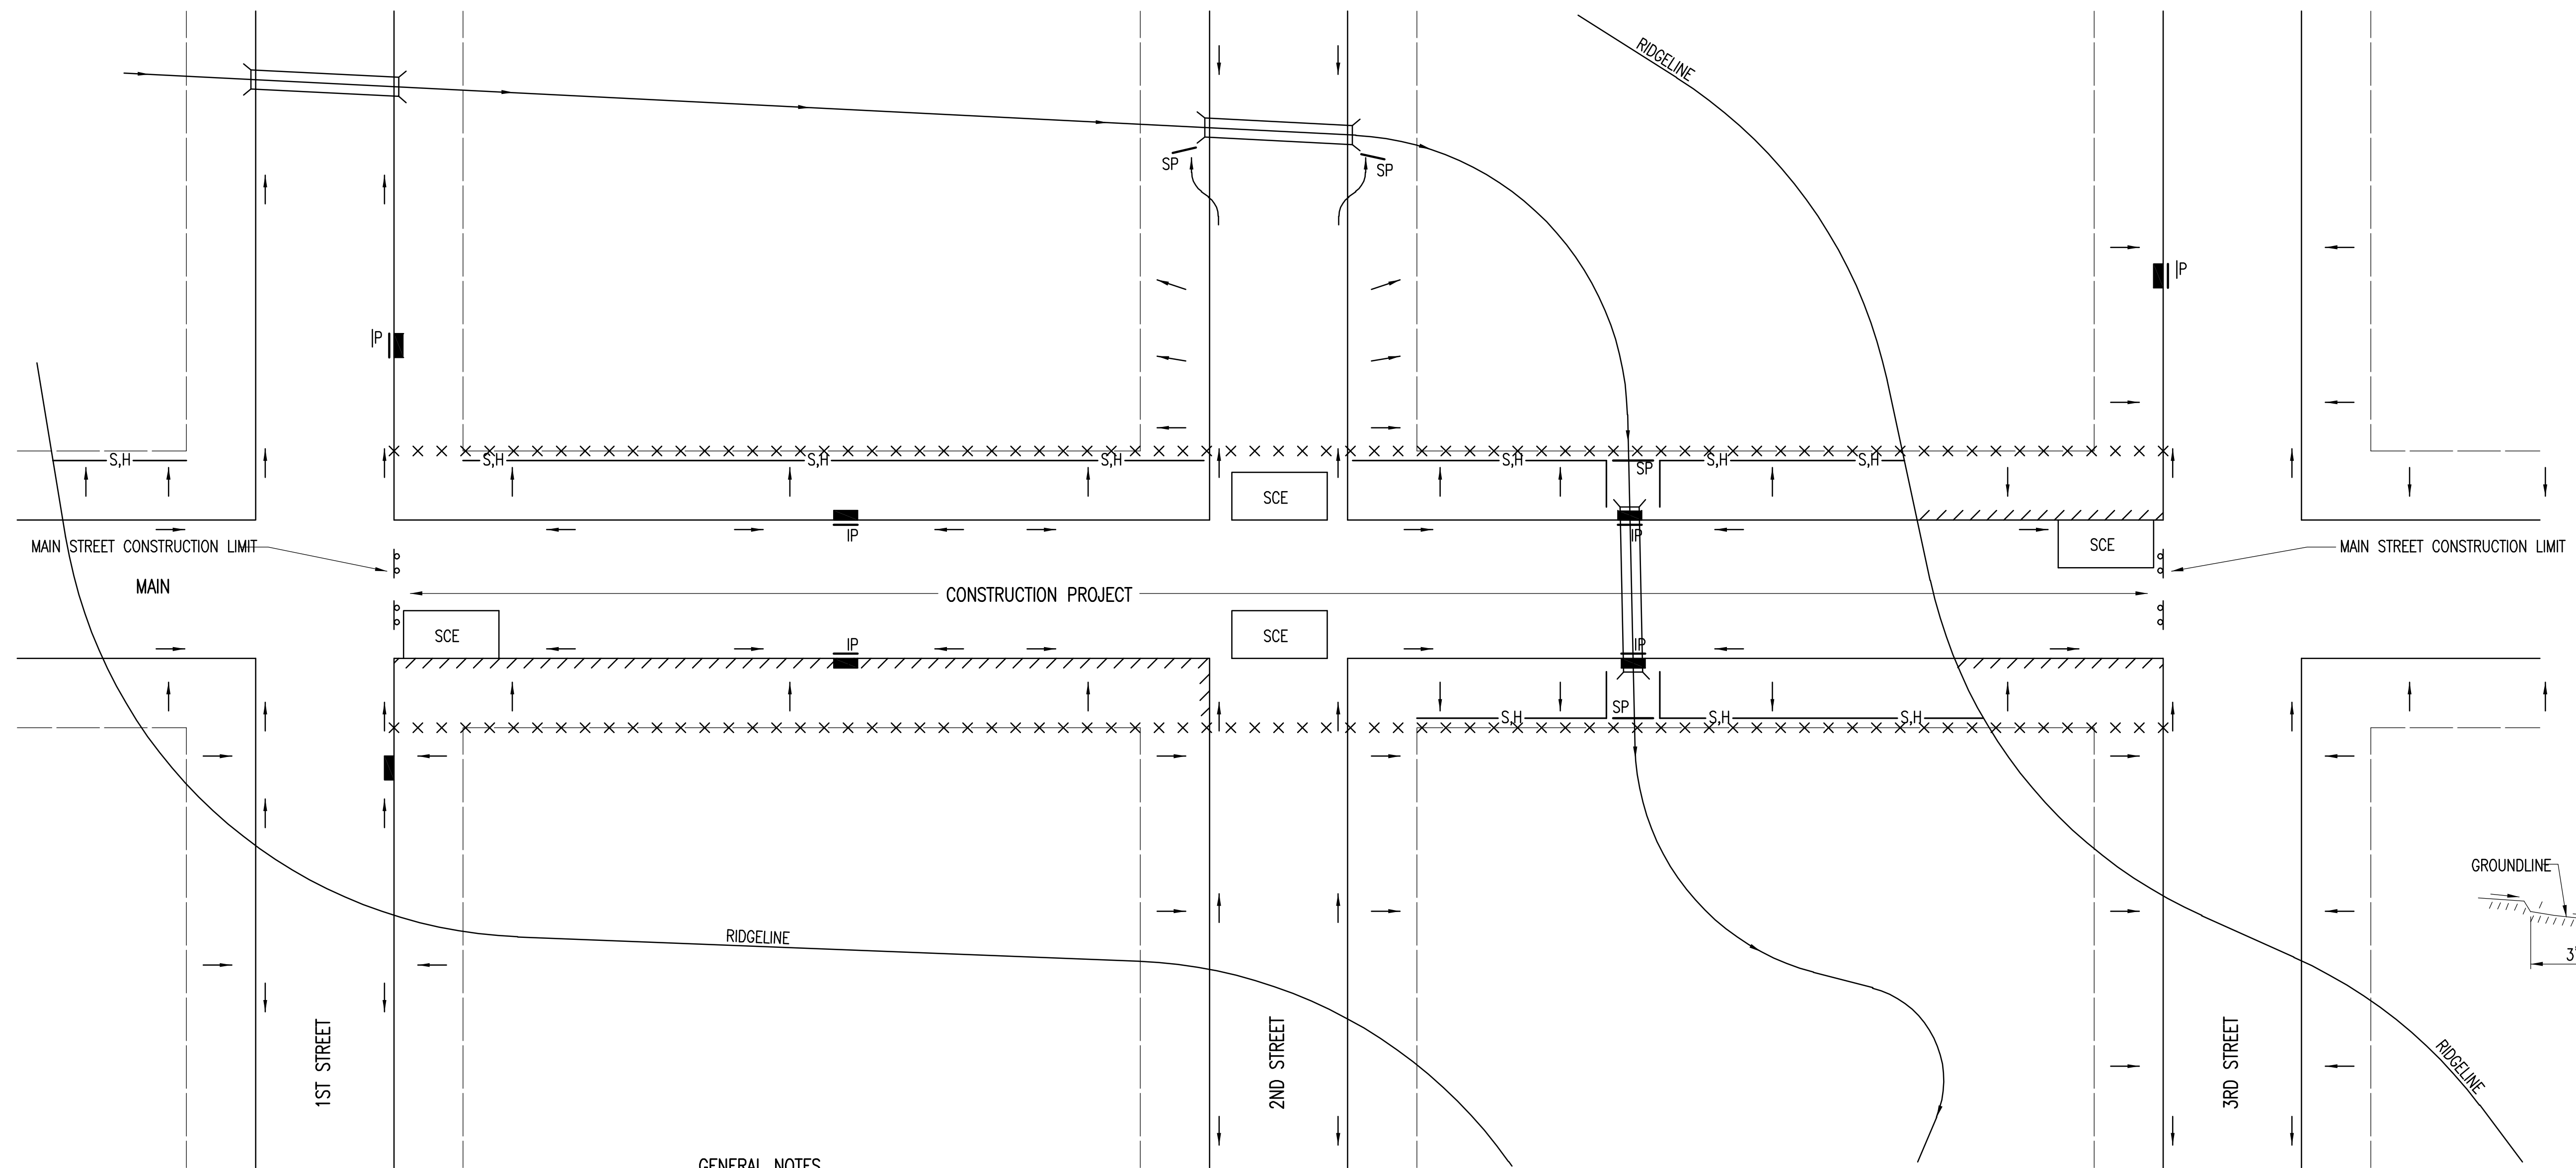 RIDGELINE
SP
SP
IP
IP
S,H
S,H
S,H
S,H
S,H
SP
S,H
S,H
SCE
IP
IP
MAIN STREET CONSTRUCTION LIMIT
SCE
MAIN STREET CONSTRUCTION LIMIT
MAIN
CONSTRUCTION PROJECT
SCE
SCE
IP
IP
S,H
SP
S,H
S,H
GROUNDLINE
RIDGELINE
3'
1ST STREET
2ND STREET
3RD STREET
RIDGELINE
GENERAL NOTES